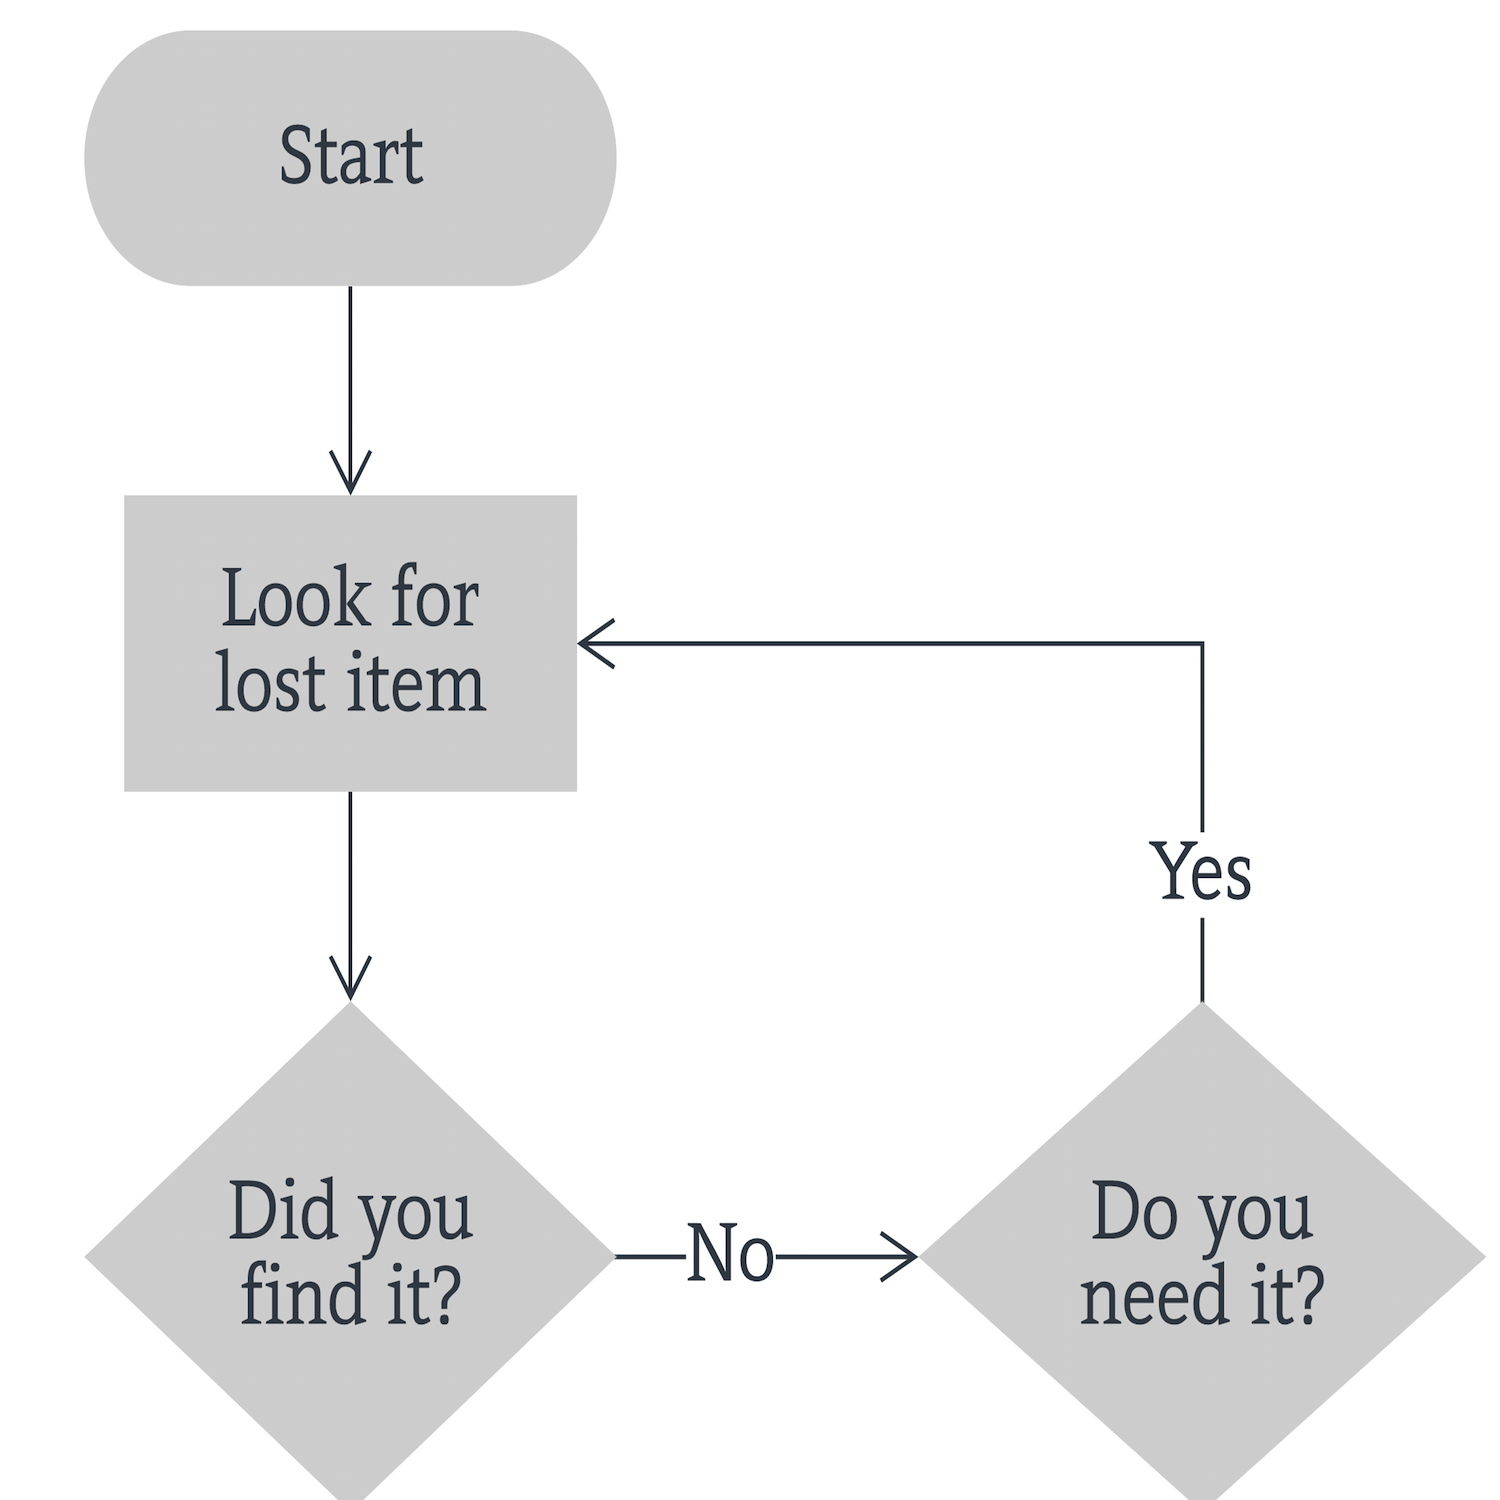 Start
Look for
lost item
Yes
Did you
find it?
No
Do you
need it?